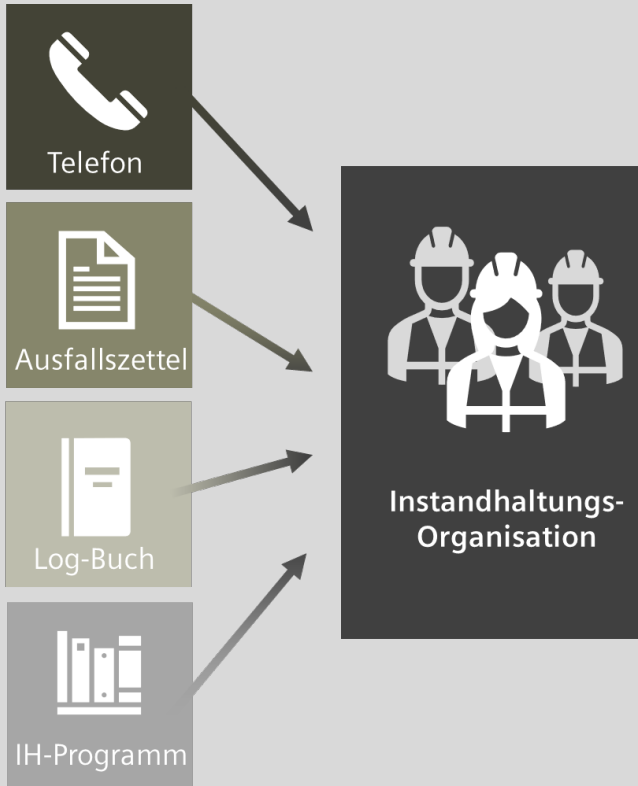 Telefon
Ausfallszettel
Log-Buch
IH-Programm
Instandhaltungs-
Organisation